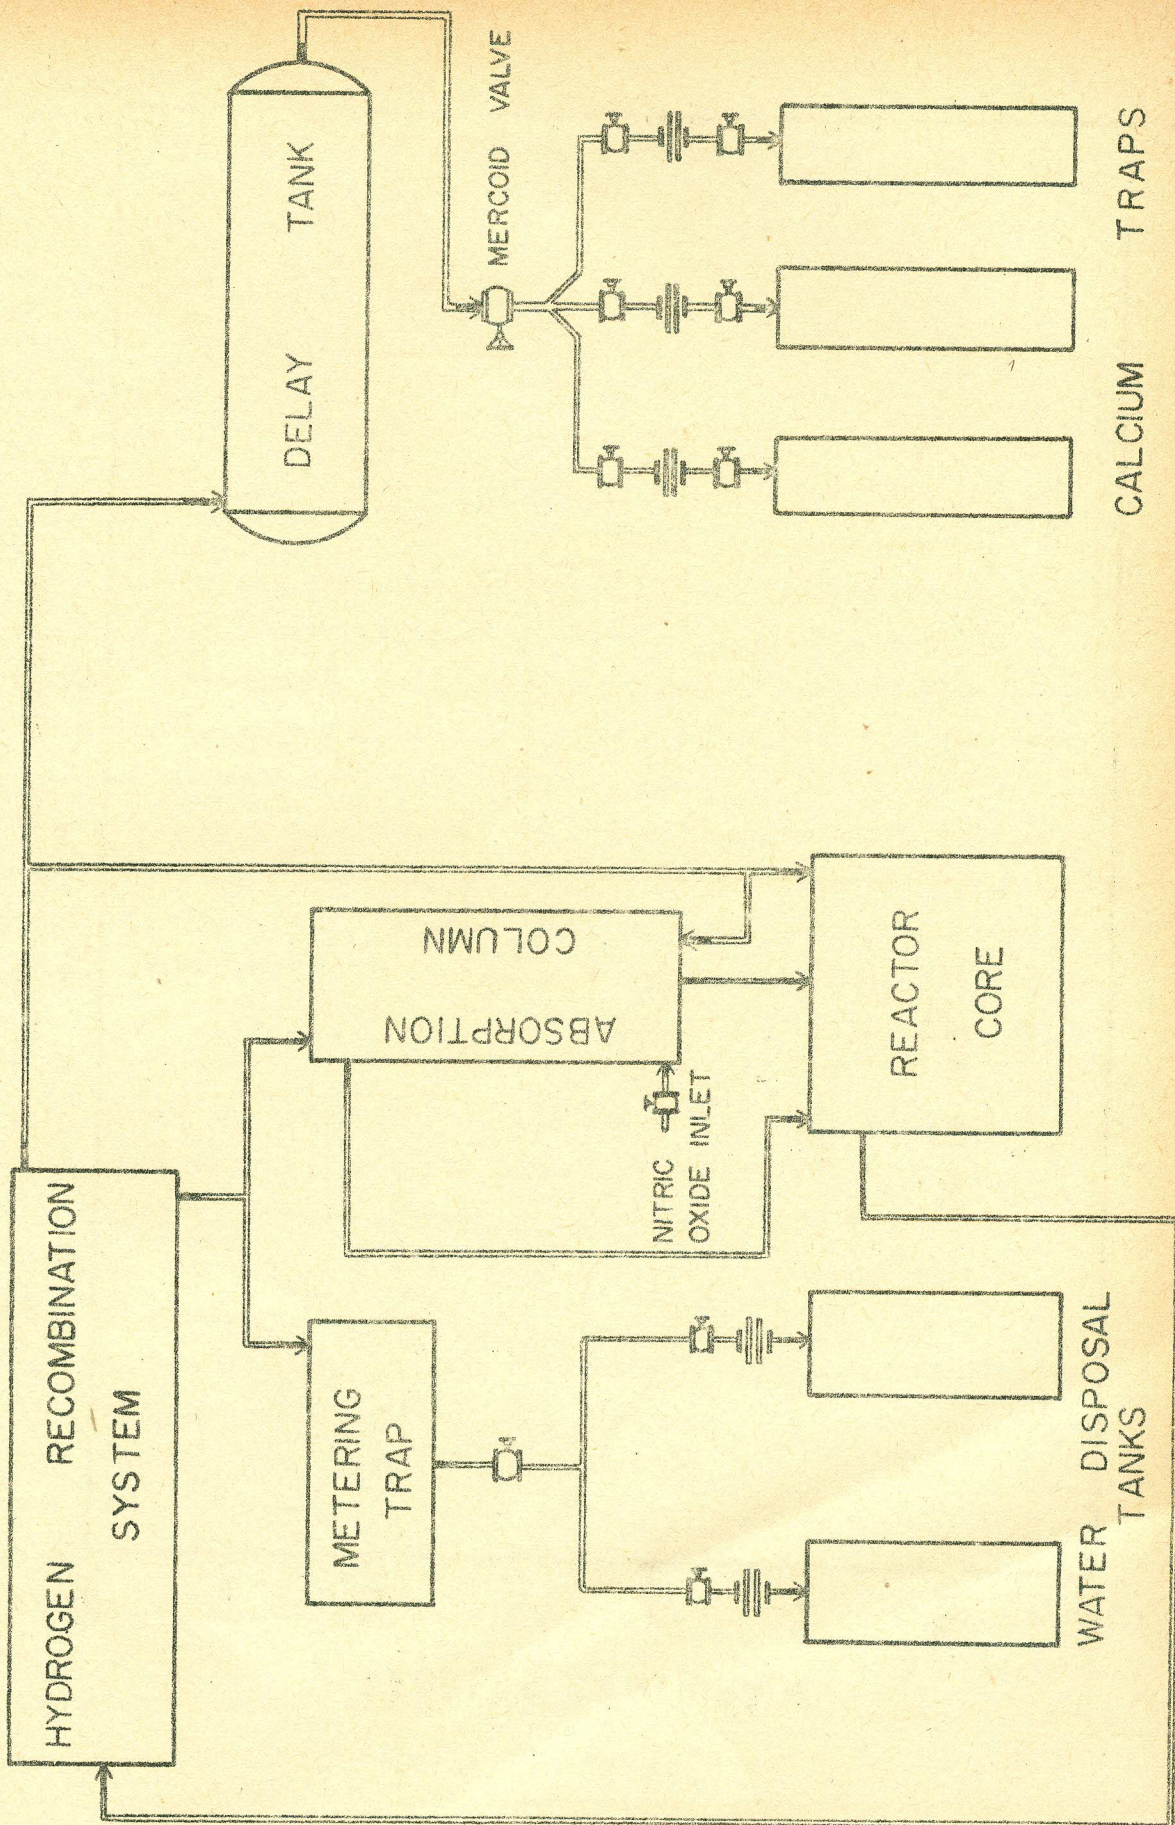 HYDROGEN RECOMBINATION
SYSTEM
DELAY TANK
MERCOID VALVE
CALCIUM TRAPS
ABSORPTION
COLUMN
NITRIC
OXIDE INLET
REACTOR
CORE
METERING
TRAP
WATER DISPOSAL
TANKS